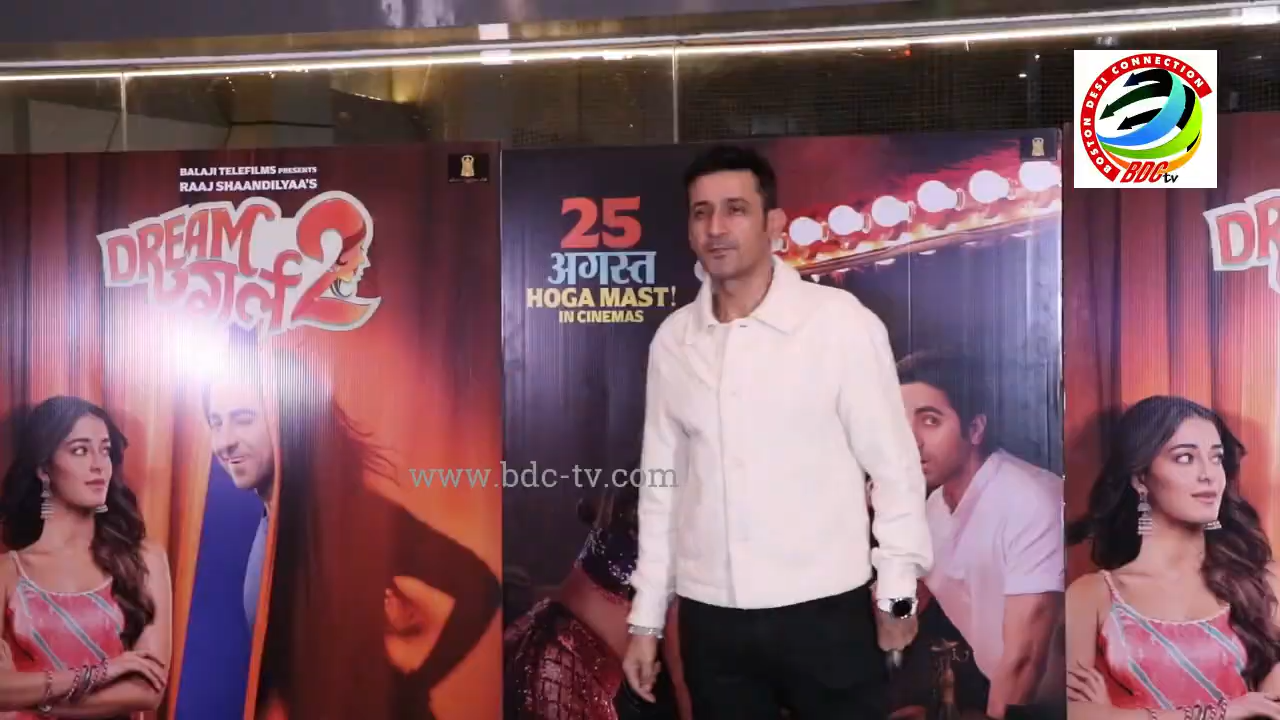 BALAJI TELEFILMS PRESENTS
RAAJ SHAANDILYAA'S
DREAM
गर्ल 2
25
अगस्त
HOGA MAST!
IN CINEMAS
BOSTON DESI CONNECTION
BDC tv
www.bdc-tv.com